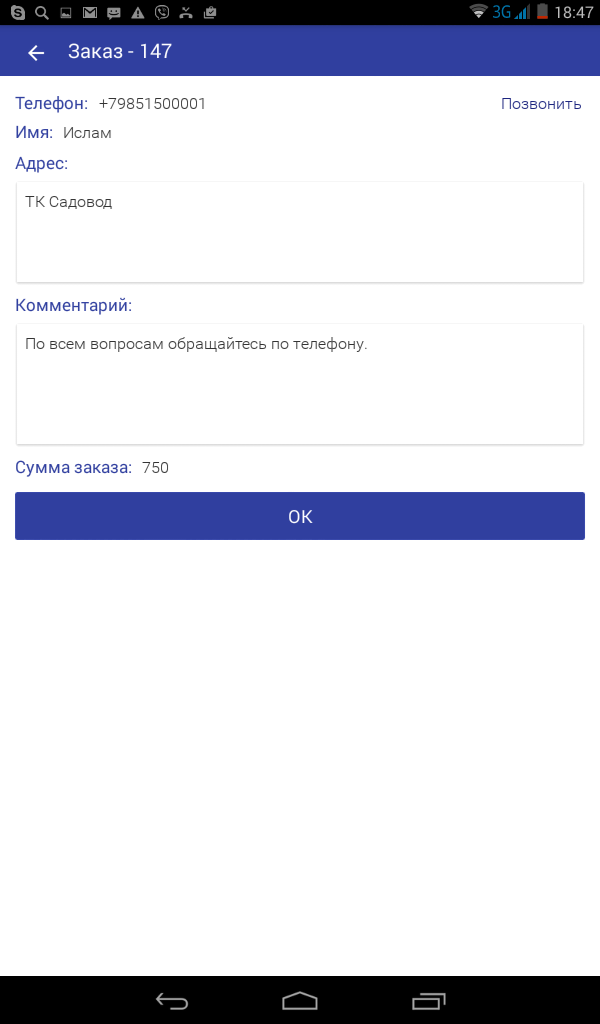 3G 18:47
Заказ - 147
Телефон: +79851500001 Позвонить
Имя: Ислам
Адрес:
ТК Садовод
Комментарий:
По всем вопросам обращайтесь по телефону.
Сумма заказа: 750
ОК